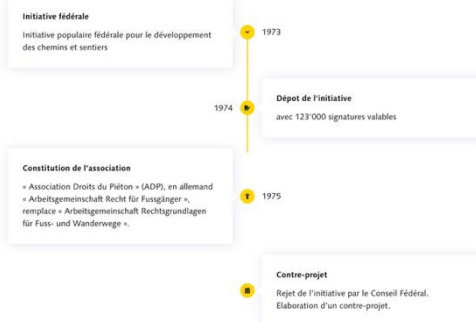 Initiative fédérale
Initiative populaire fédérale pour le développement
des chemins et sentiers
1973
1974
Dépot de l'initiative
avec 123'000 signatures valables
Constitution de l'association
« Association Droits du Piéton » (ADP), en allemand
« Arbeitsgemeinschaft Recht für Fussgänger »,
remplace « Arbeitsgemeinschaft Rechtsgrundlagen
für Fuss- und Wanderwege ».
1975
Contre-projet
Rejet de l'initiative par le Conseil Fédéral.
Elaboration d'un contre-projet.